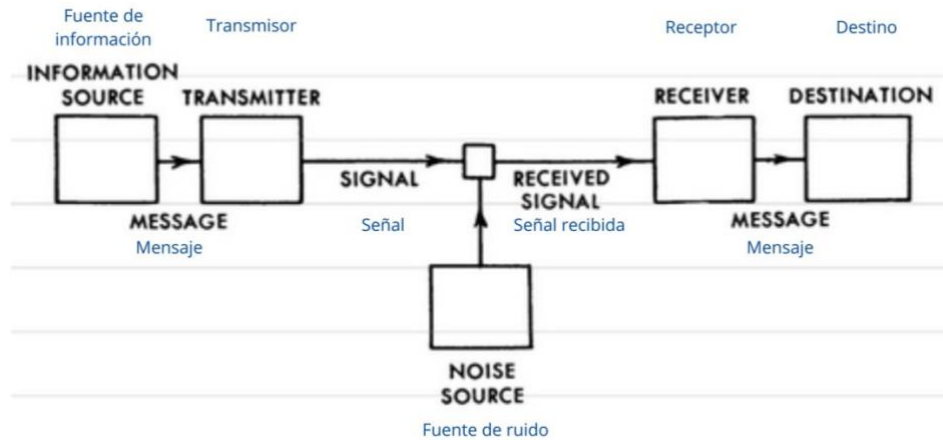 Fuente de
información
Transmisor
Receptor
Destino
INFORMATION
SOURCE
TRANSMITTER
RECEIVER
DESTINATION
SIGNAL
RECEIVED
SIGNAL
MESSAGE
Mensaje
Señal
Señal recibida
MESSAGE
Mensaje
NOISE
SOURCE
Fuente de ruido